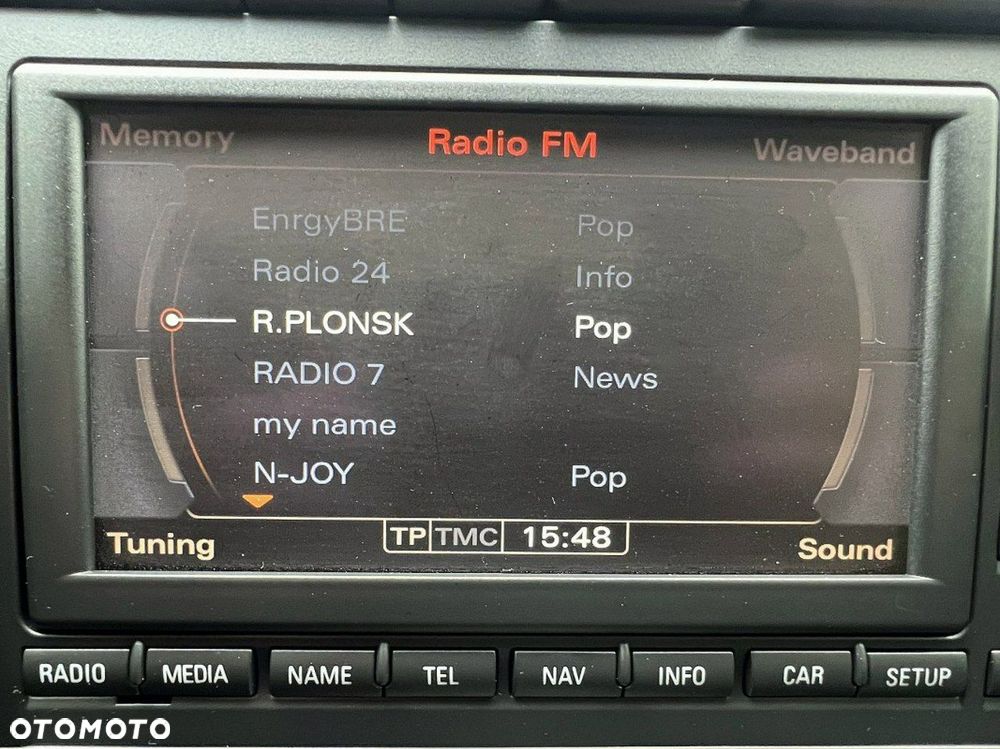 Memory Radio FM Waveband
EnrgyBRE Pop
Radio 24 Info
R.PLONSK Pop
RADIO 7 News
my name
N-JOY Pop
Tuning TP TMC 15:48 Sound
RADIO MEDIA NAME TEL NAV INFO CAR SETUP
OTOMOTO